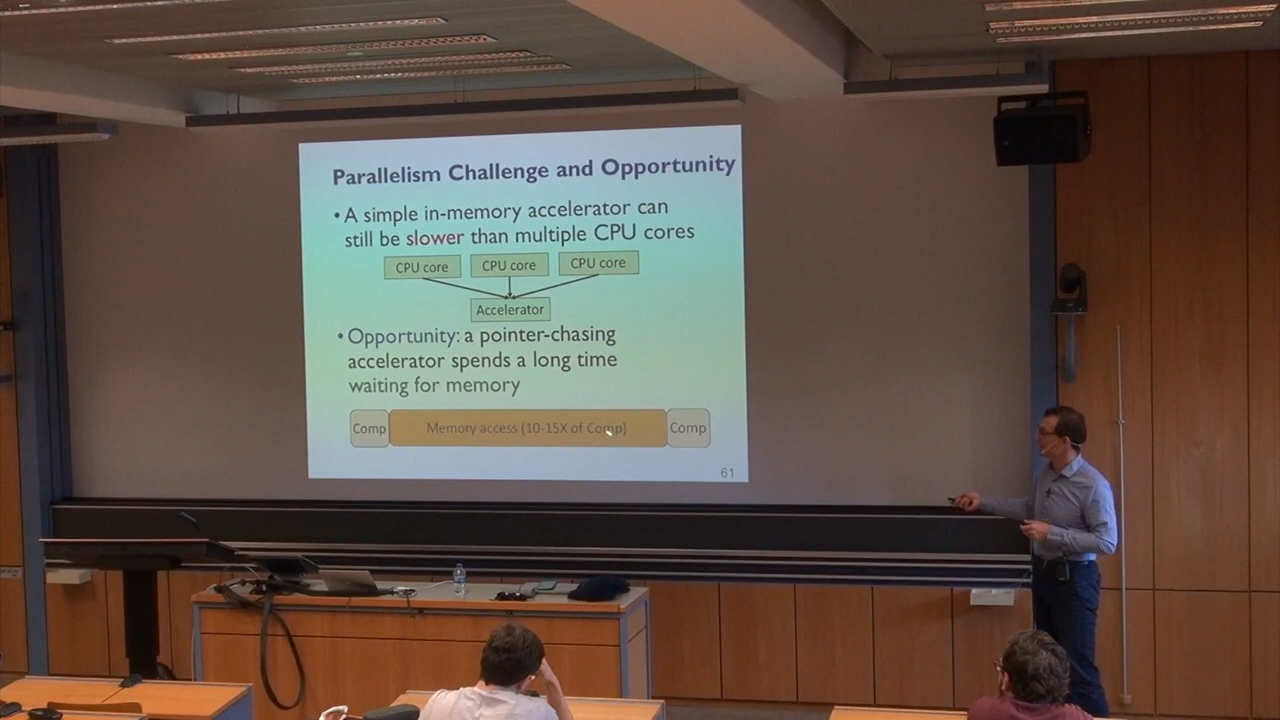 Parallelism Challenge and Opportunity
• A simple in-memory accelerator can
still be slower than multiple CPU cores
CPU core CPU core CPU core
Accelerator
• Opportunity: a pointer-chasing
accelerator spends a long time
waiting for memory
Comp Memory access (10-15X of Comp) Comp
61